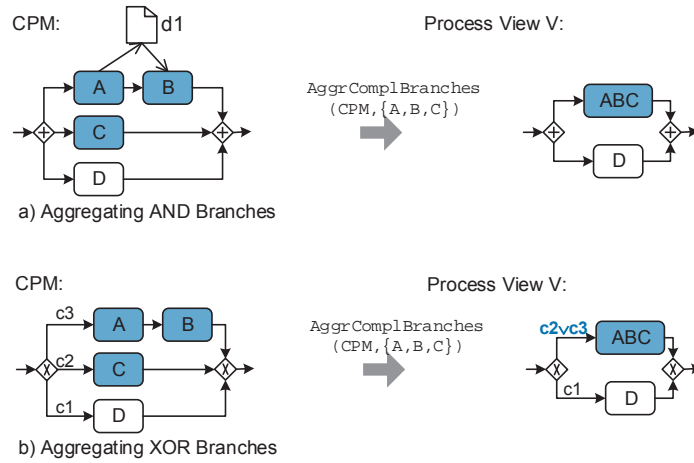 CPM:
d1
Process View V:
A
B
AggrComplBranches
(CPM,{A,B,C})
ABC
C
D
D
a) Aggregating AND Branches
CPM:
Process View V:
c3
A
B
AggrComplBranches
(CPM,{A,B,C})
c2∨c3
ABC
c2
C
c1
D
c1
D
b) Aggregating XOR Branches